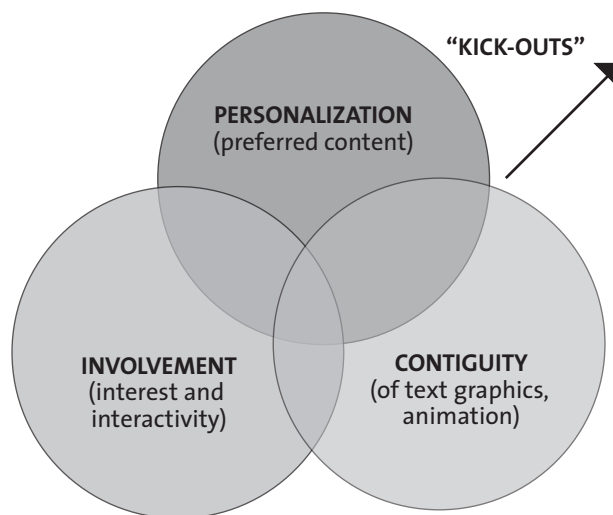 “KICK-OUTS”
PERSONALIZATION
(preferred content)
INVOLVEMENT
(interest and
interactivity)
CONTIGUITY
(of text graphics,
animation)